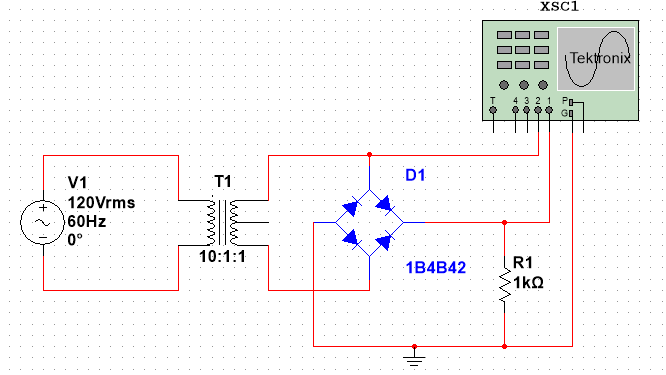 XSC1
Tektronix
T 4 3 2 1 P
G
V1
120Vrms
60Hz
0°
T1
10:1:1
D1
1B4B42
R1
1kΩ